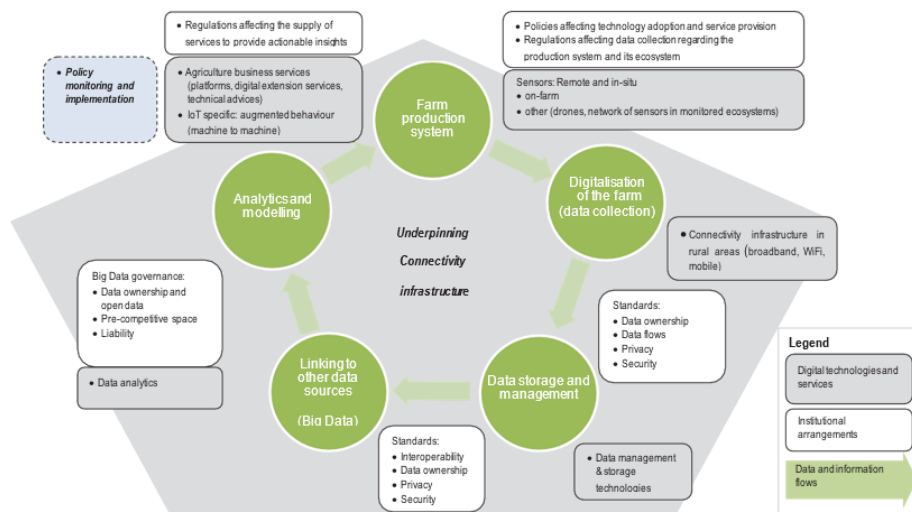 • Regulations affecting the supply of
services to provide actionable insights
• Policies affecting technology adoption and service provision
• Regulations affecting data collection regarding the
production system and its ecosystem
• Policy
monitoring and
implementation
• Agriculture business services
(platforms, digital extension services,
technical advices)
• IoT specific: augmented behaviour
(machine to machine)
Sensors: Remote and in-situ
• on-farm
• other (drones, network of sensors in monitored ecosystems)
Farm
production
system
Analytics and
modelling
Digitalisation
of the farm
(data collection)
Underpinning
Connectivity
infrastructure
• Connectivity infrastructure in
rural areas (broadband, WiFi,
mobile)
Big Data governance:
• Data ownership and
open data
• Pre-competitive space
• Liability
• Data analytics
Standards:
• Data ownership
• Data flows
• Privacy
• Security
Linking to
other data
sources
(Big Data)
Data storage and
management
Standards:
• Interoperability
• Data ownership
• Privacy
• Security
• Data management
& storage
technologies
Legend
Digital technologies and
services
Institutional
arrangements
Data and information
flows